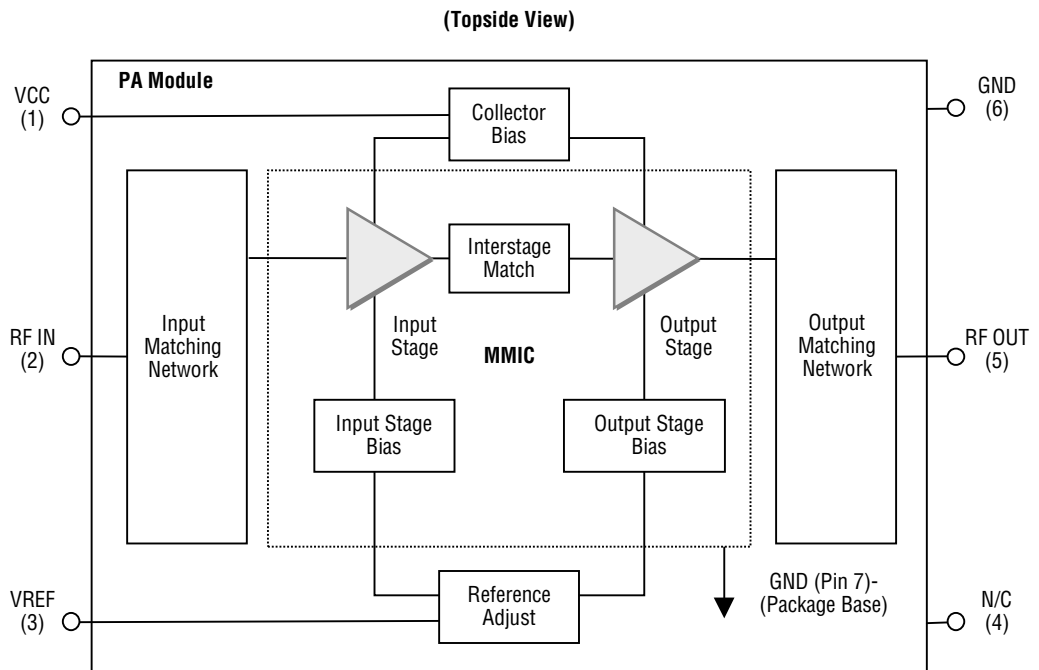 (Topside View)
PA Module
VCC
(1)
Collector
Bias
GND
(6)
Input
Matching
Network
Interstage
Match
Input
Stage
MMIC
Output
Stage
Output
Matching
Network
RF IN
(2)
RF OUT
(5)
Input Stage
Bias
Output Stage
Bias
VREF
(3)
Reference
Adjust
GND (Pin 7)-
(Package Base)
N/C
(4)